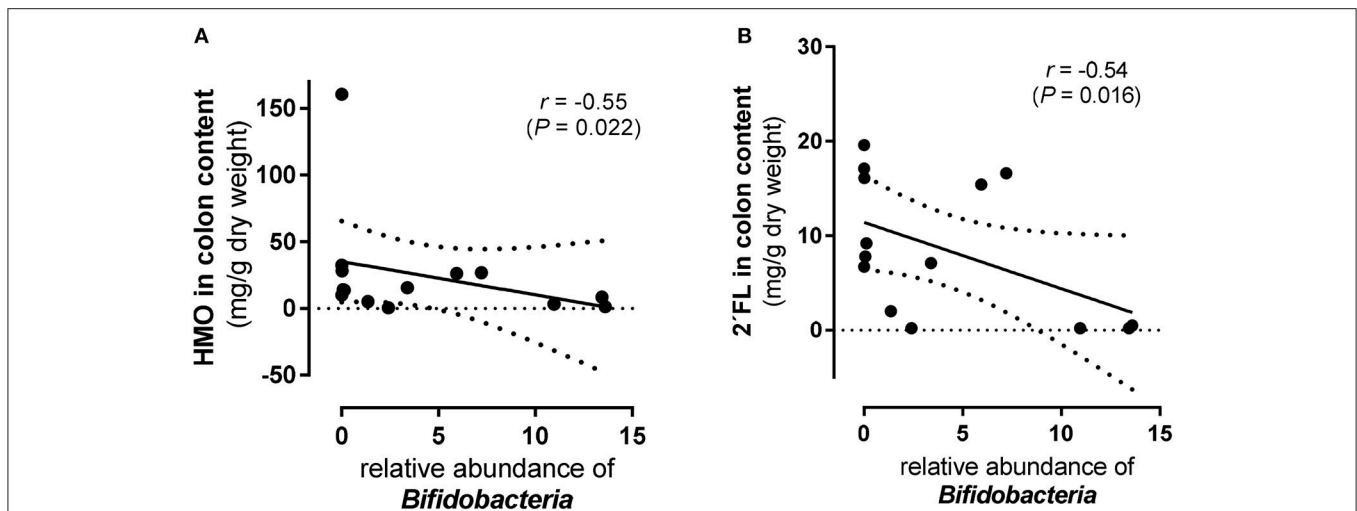 A
HMO in colon content
(mg/g dry weight)
150
100
50
0
-50
r = -0.55
(P = 0.022)
0 5 10 15
relative abundance of
Bifidobacteria
B
2´FL in colon content
(mg/g dry weight)
30
20
10
0
r = -0.54
(P = 0.016)
0 5 10 15
relative abundance of
Bifidobacteria